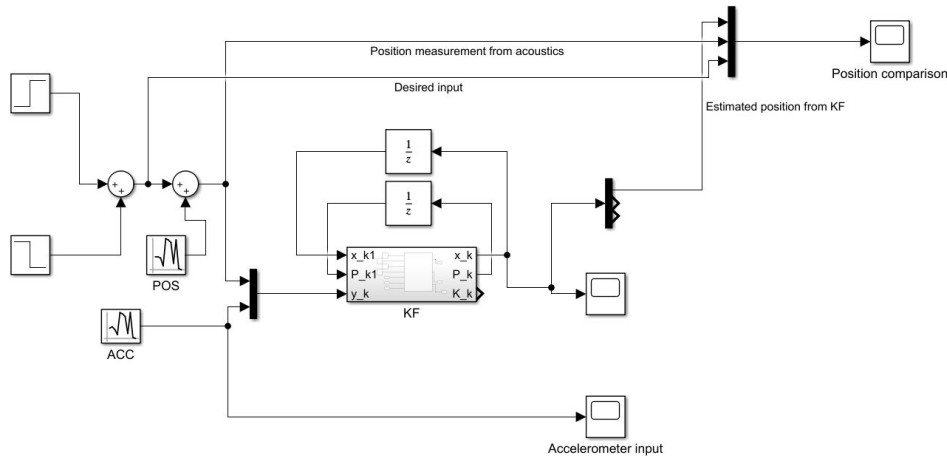 Position measurement from acoustics
Position comparison
Desired input
Estimated position from KF
1
z
+
+
+
+
1
z
POS
x_k1
x_k
P_k1
P_k
y_k
K_k
KF
ACC
Accelerometer input